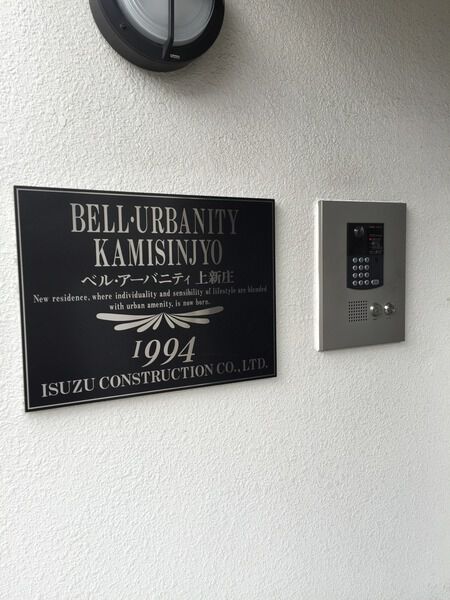 BELL·URBANITY
KAMISINJYO
ベル・アーバニティ 上新庄
New residence, where individuality and sensibility of lifestyle are blended
with urban amenity, is now born.
1994
ISUZU CONSTRUCTION CO., LTD.